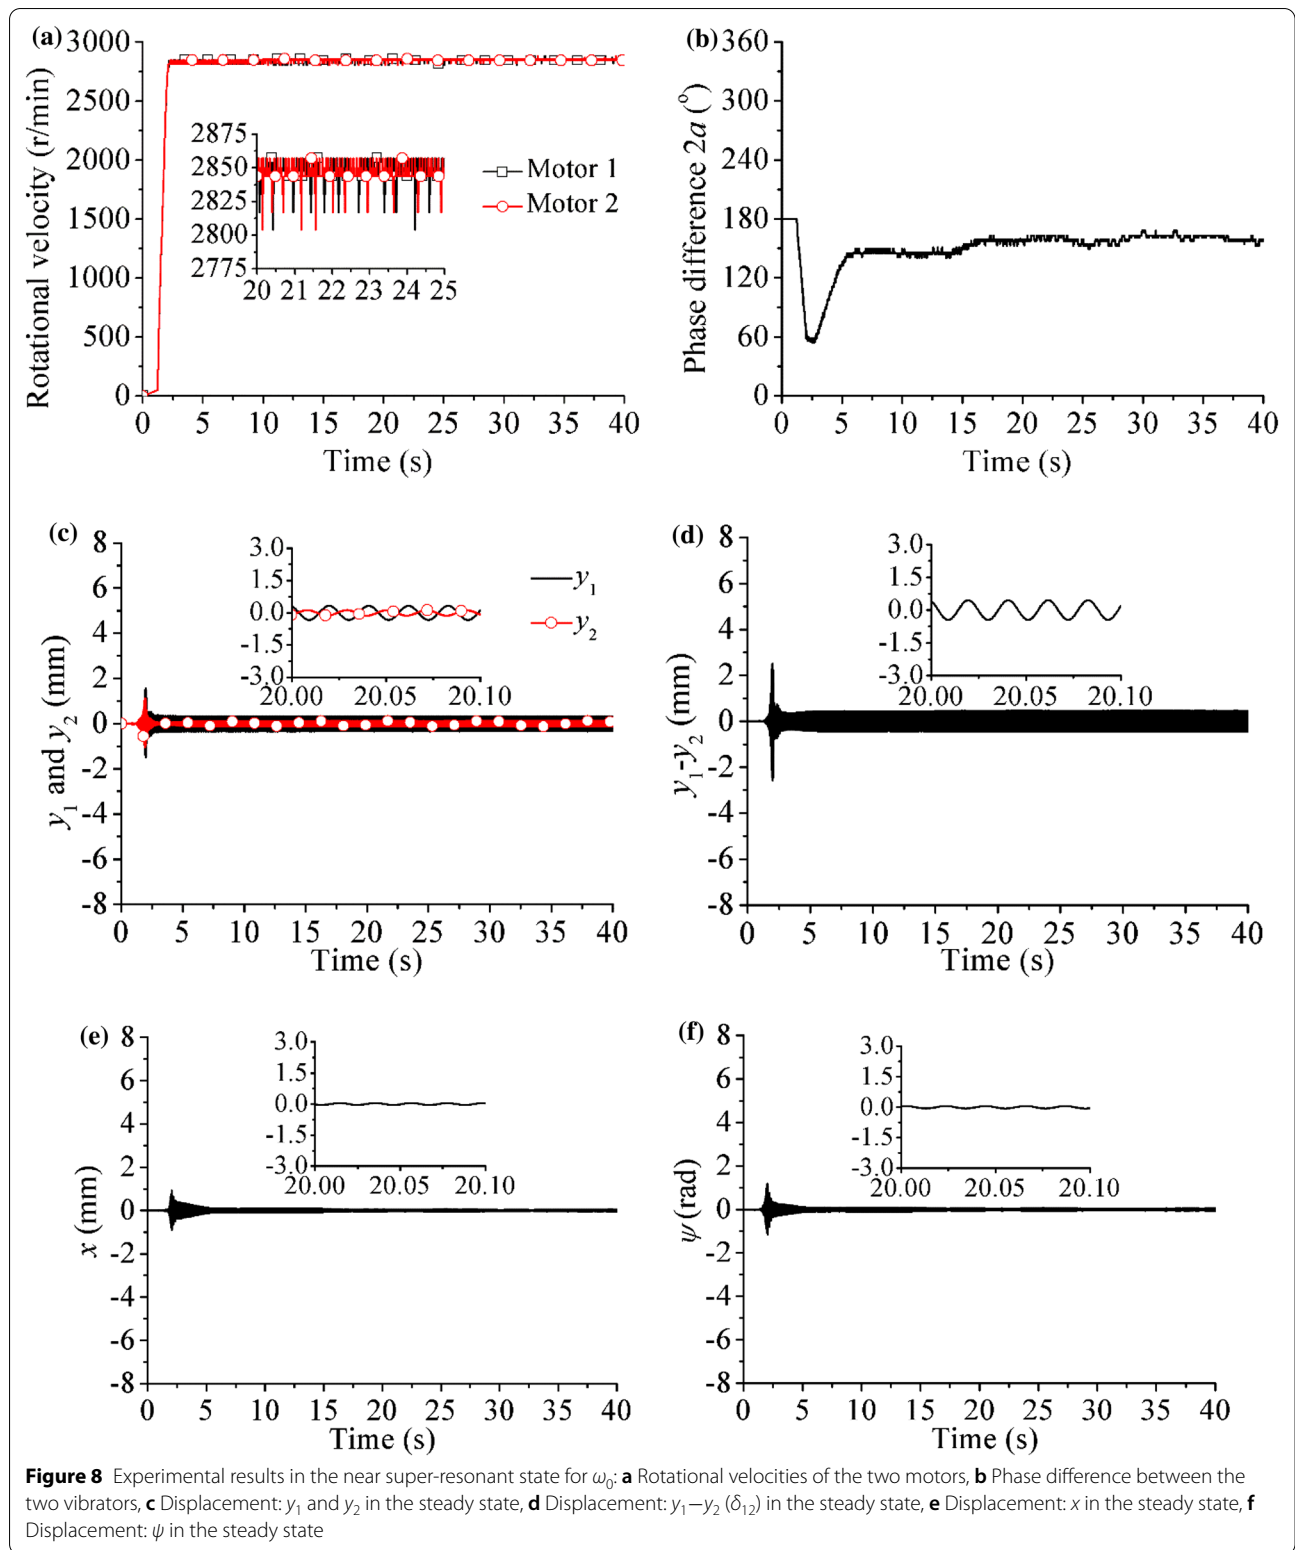 (a)
3000
2500
2000
1500
1000
500
0
Rotational velocity (r/min)
2875
2850
2825
2800
2775
20 21 22 23 24 25
Motor 1
Motor 2
0 5 10 15 20 25 30 35 40
Time (s)
(b)
360
300
240
180
120
60
0
Phase difference 2a (°)
0 5 10 15 20 25 30 35 40
Time (s)
(c)
8
6
4
2
0
-2
-4
-6
-8
y1 and y2 (mm)
3.0
1.5
0.0
-1.5
-3.0
20.00 20.05 20.10
y1
y2
0 5 10 15 20 25 30 35 40
Time (s)
(d)
8
6
4
2
0
-2
-4
-6
-8
y1-y2 (mm)
3.0
1.5
0.0
-1.5
-3.0
20.00 20.05 20.10
0 5 10 15 20 25 30 35 40
Time (s)
(e)
8
6
4
2
0
-2
-4
-6
-8
x (mm)
3.0
1.5
0.0
-1.5
-3.0
20.00 20.05 20.10
0 5 10 15 20 25 30 35 40
Time (s)
(f)
8
6
4
2
0
-2
-4
-6
-8
ψ (rad)
3.0
1.5
0.0
-1.5
-3.0
20.00 20.05 20.10
0 5 10 15 20 25 30 35 40
Time (s)
Figure 8 Experimental results in the near super-resonant state for ω0: a Rotational velocities of the two motors, b Phase difference between the
two vibrators, c Displacement: y1 and y2 in the steady state, d Displacement: y1−y2 (δ12) in the steady state, e Displacement: x in the steady state, f
Displacement: ψ in the steady state